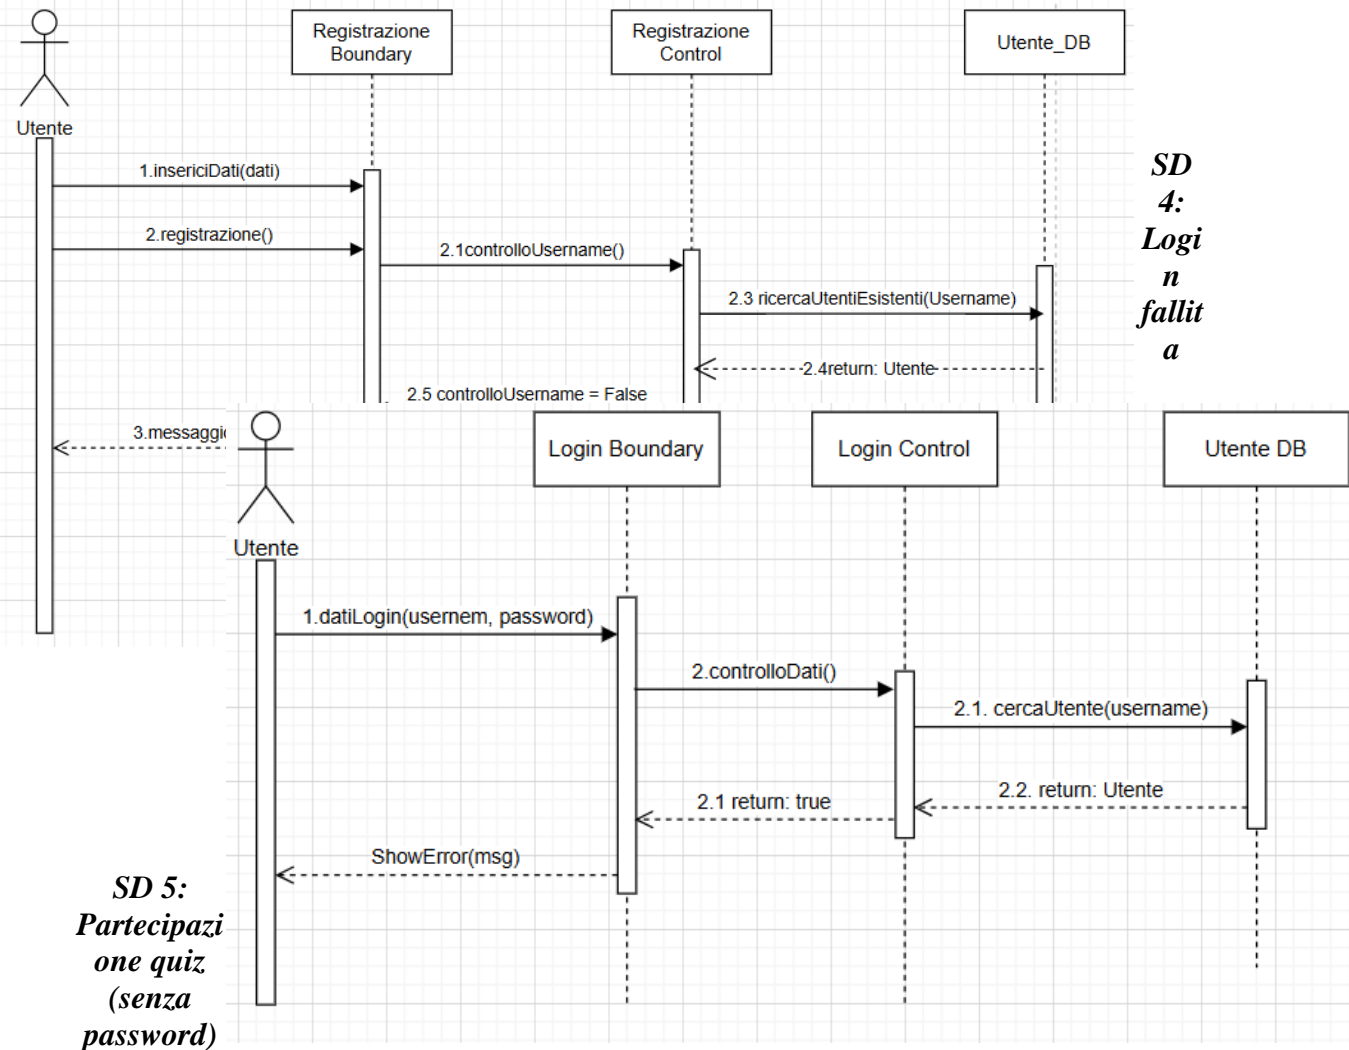 Registrazione
Boundary
Registrazione
Control
Utente_DB
Utente
1.insericiDati(dati)
2.registrazione()
2.1controlloUsername()
2.3 ricercaUtentiEsistenti(Username)
2.4return: Utente
2.5 controlloUsername = False
3.messaggi
SD
4:
Logi
n
fallit
a
Login Boundary
Login Control
Utente DB
Utente
1.datiLogin(usernem, password)
2.controlloDati()
2.1. cercaUtente(username)
2.2. return: Utente
2.1 return: true
ShowError(msg)
SD 5:
Partecipazi
one quiz
(senza
password)